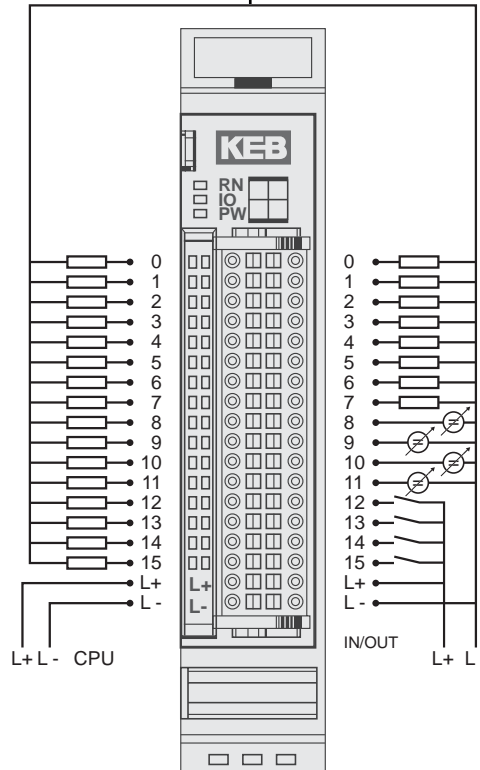 KEB
RN
IO
PW
0 0
1 1
2 2
3 3
4 4
5 5
6 6
7 7
8 8
9 9
10 10
11 11
12 12
13 13
14 14
15 15
L+ L+ L+
L - L- L -
IN/OUT
L+ L - CPU L+ L